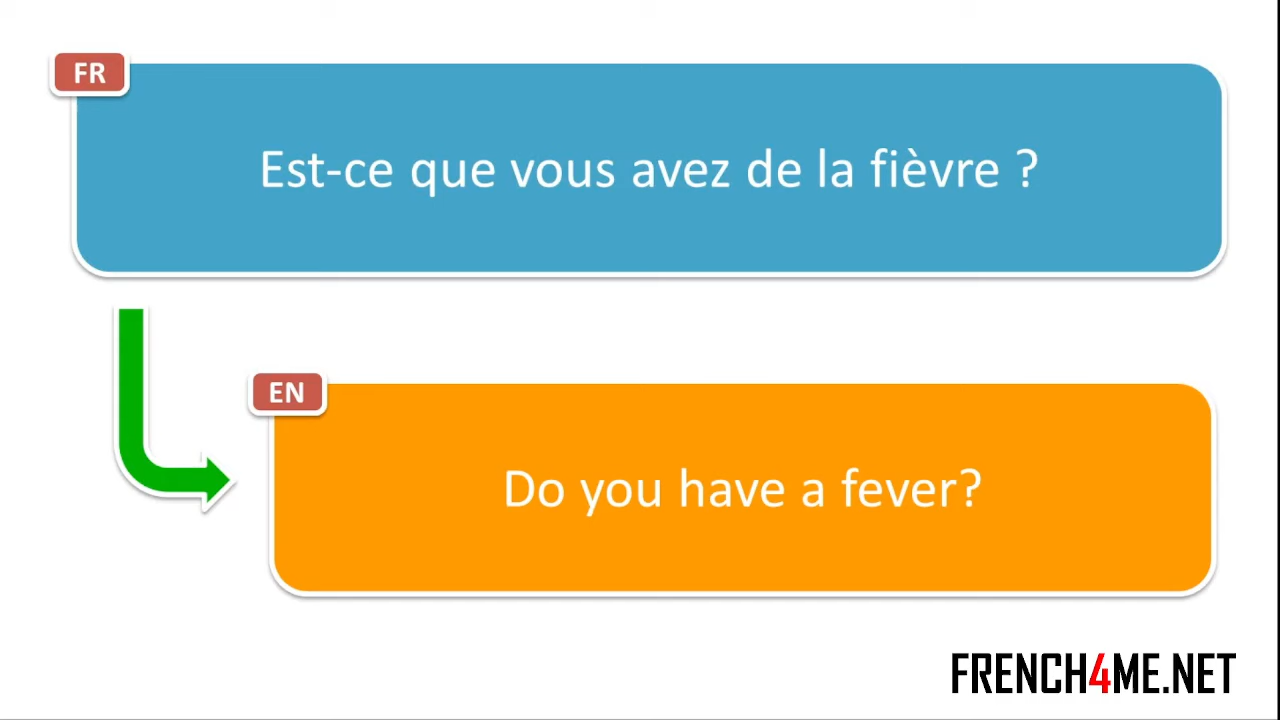 FR
Est-ce que vous avez de la fièvre ?
EN
Do you have a fever?
FRENCH4ME.NET